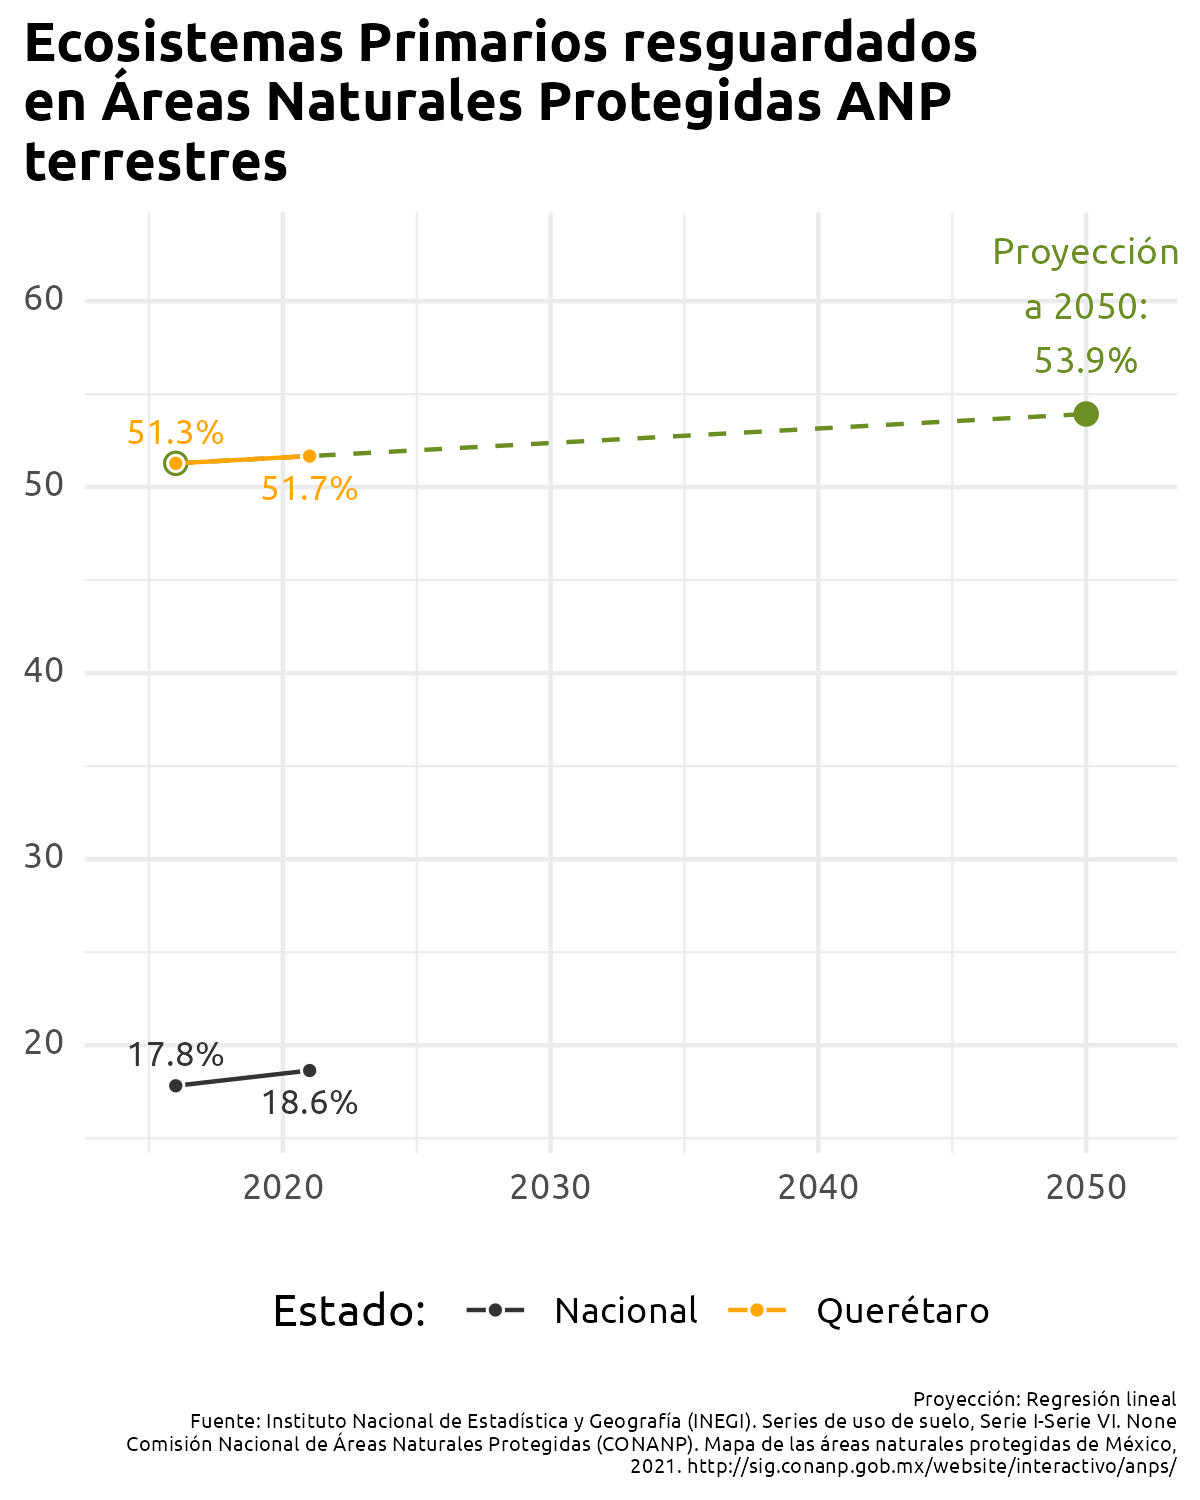 Ecosistemas Primarios resguardados
en Áreas Naturales Protegidas ANP
terrestres
Proyección
a 2050:
53.9%
60
51.3%
51.7%
50
40
30
20
17.8%
18.6%
2020 2030 2040 2050
Estado: Nacional Querétaro
Proyección: Regresión lineal
Fuente: Instituto Nacional de Estadística y Geografía (INEGI). Series de uso de suelo, Serie I-Serie VI. None
Comisión Nacional de Áreas Naturales Protegidas (CONANP). Mapa de las áreas naturales protegidas de México,
2021. http://sig.conanp.gob.mx/website/interactivo/anps/